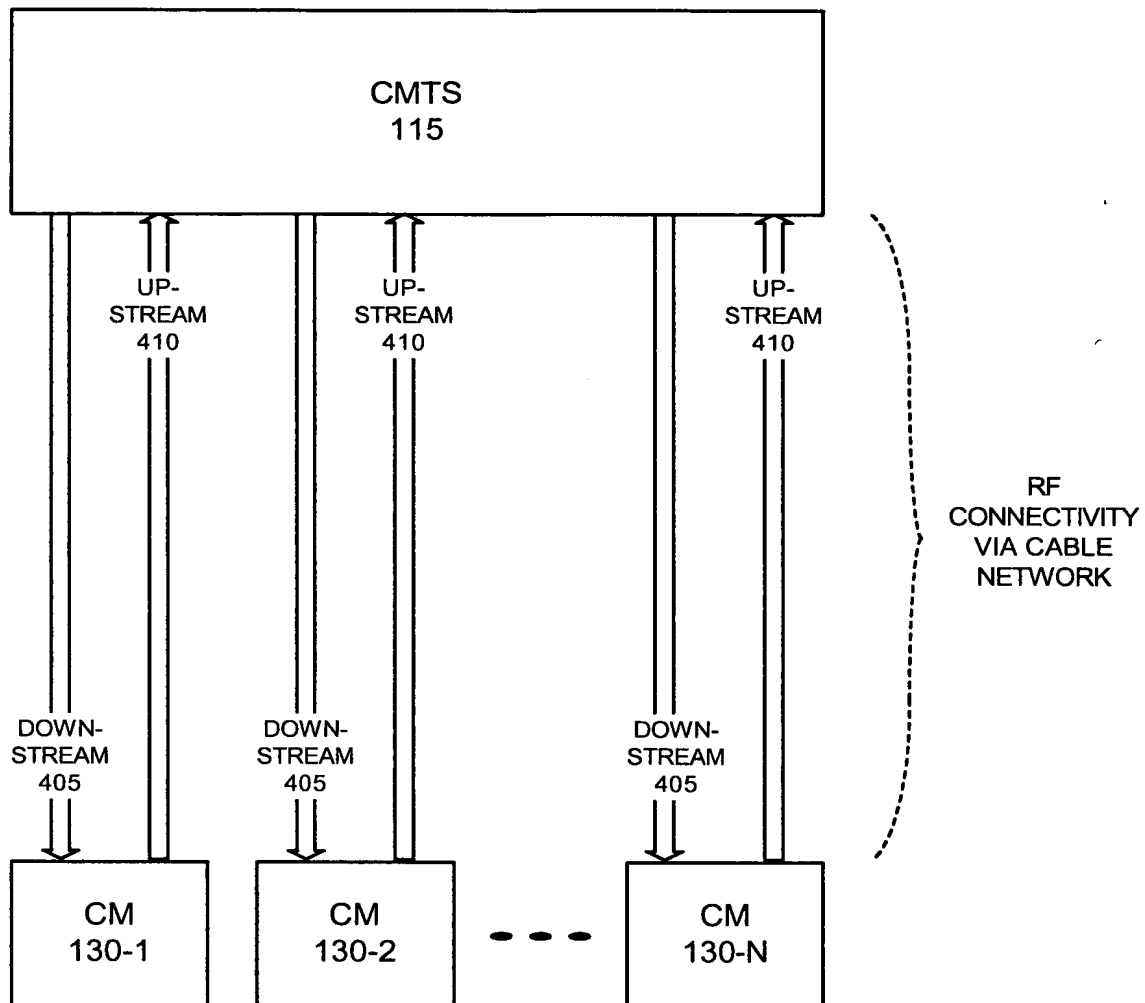 CMTS
115
UP-
STREAM
410
UP-
STREAM
410
UP-
STREAM
410
RF
CONNECTIVITY
VIA CABLE
NETWORK
DOWN-
STREAM
405
DOWN-
STREAM
405
DOWN-
STREAM
405
CM
130-1
CM
130-2
CM
130-N